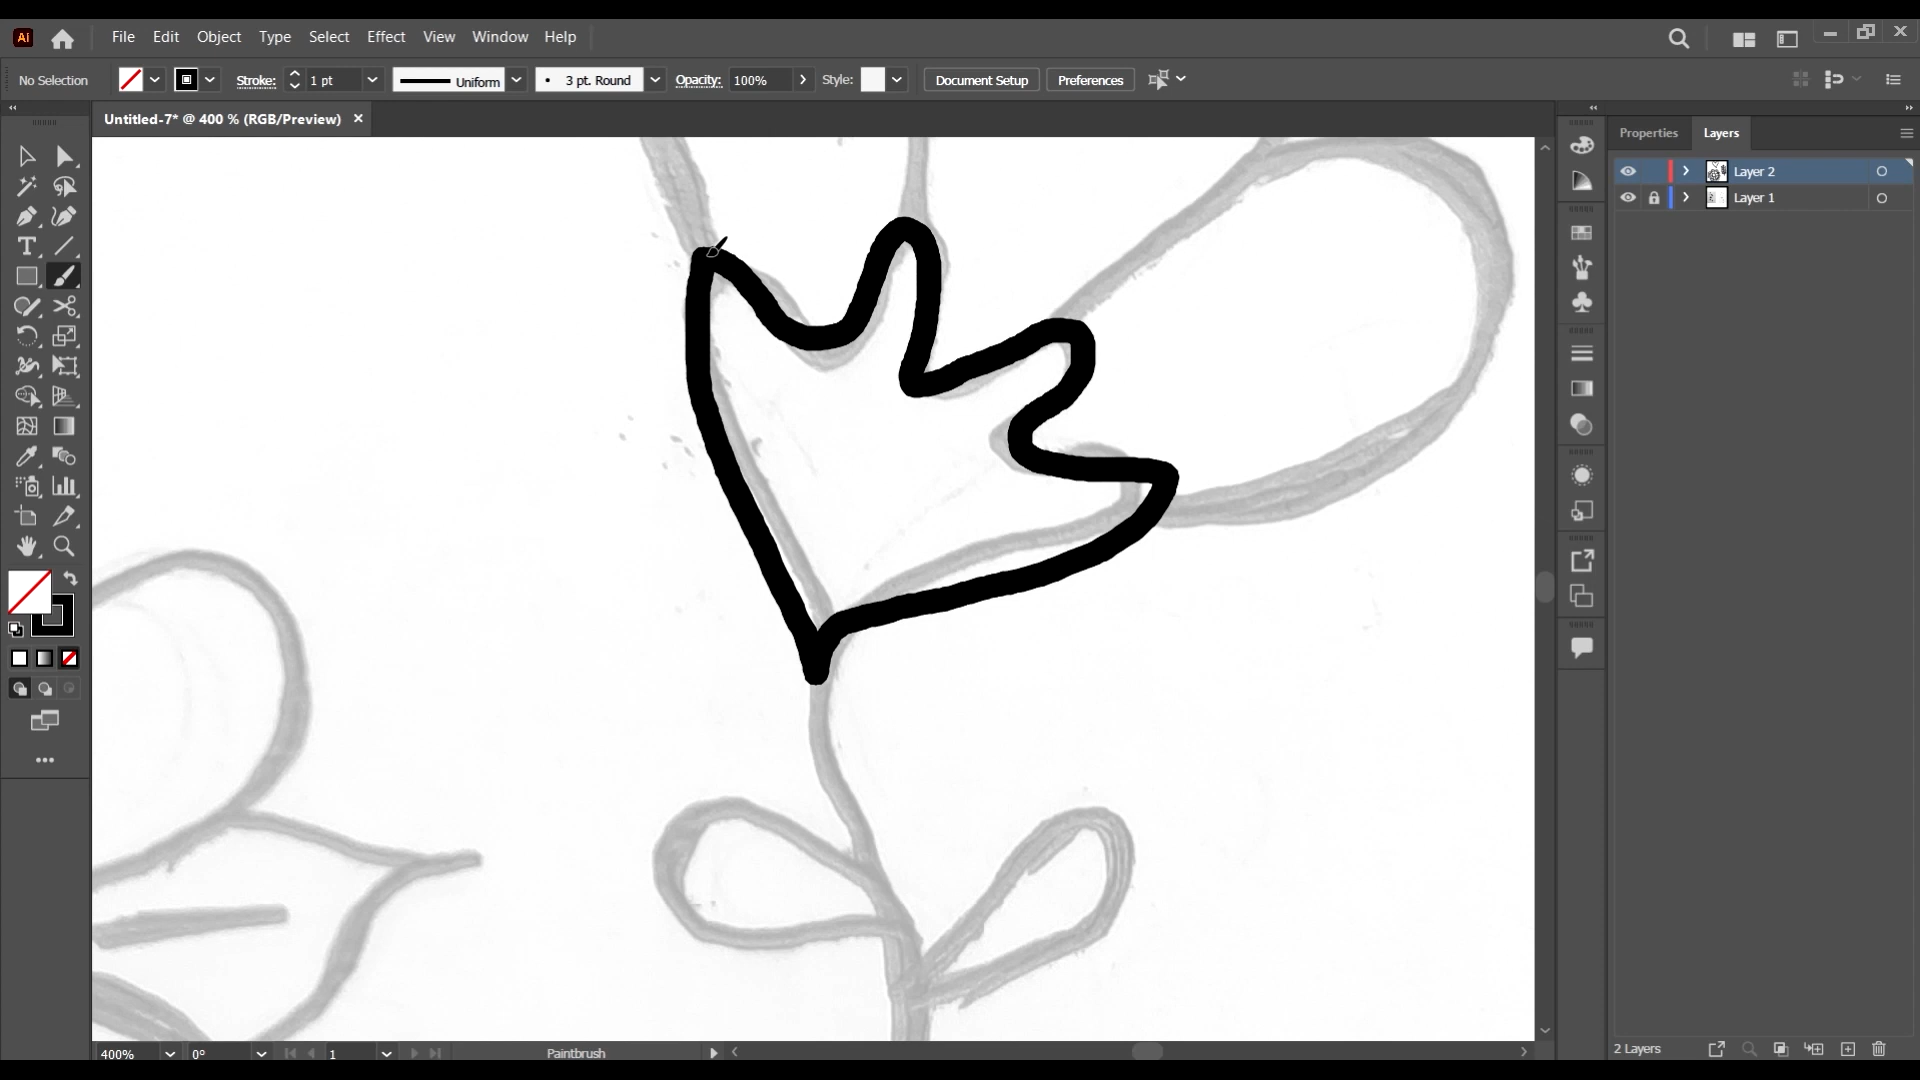 Ai File Edit Object Type Select Effect View Window Help
No Selection Stroke: 1 pt Uniform 3 pt. Round Opacity: 100% Style: Document Setup Preferences
Untitled-7* @ 400 % (RGB/Preview)
Properties Layers
Layer 2
Layer 1
400% 0° 1 Paintbrush
2 Layers